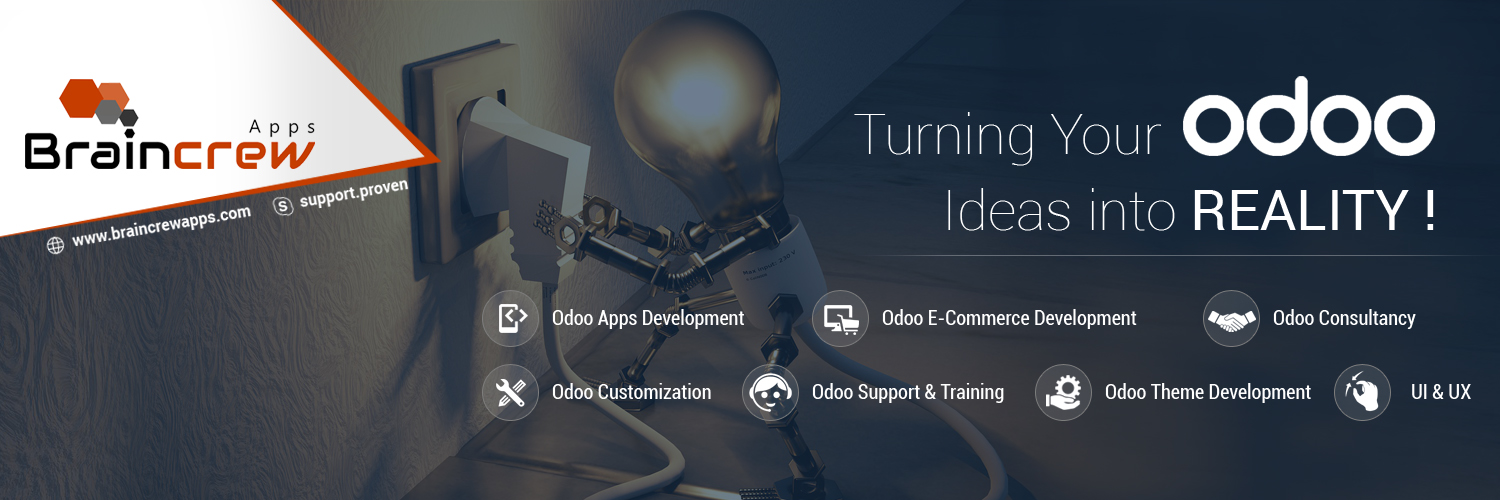 Apps
Braincrew
www.braincrewapps.com
support.proven
Turning Your odoo
Ideas into REALITY !
Odoo Apps Development
Odoo E-Commerce Development
Odoo Consultancy
Odoo Customization
Odoo Support & Training
Odoo Theme Development
UI & UX